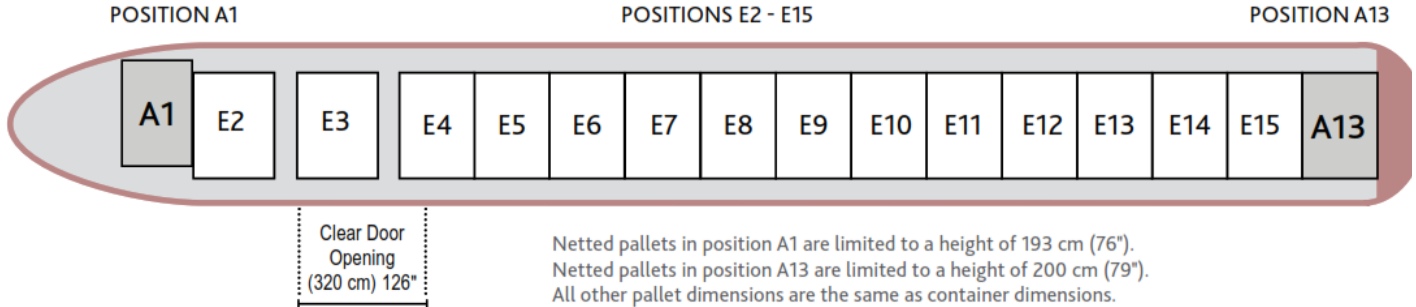 POSITION A1
POSITIONS E2 - E15
POSITION A13
A1 E2 E3 E4 E5 E6 E7 E8 E9 E10 E11 E12 E13 E14 E15 A13
Clear Door
Opening
(320 cm) 126"
Netted pallets in position A1 are limited to a height of 193 cm (76").
Netted pallets in position A13 are limited to a height of 200 cm (79").
All other pallet dimensions are the same as container dimensions.